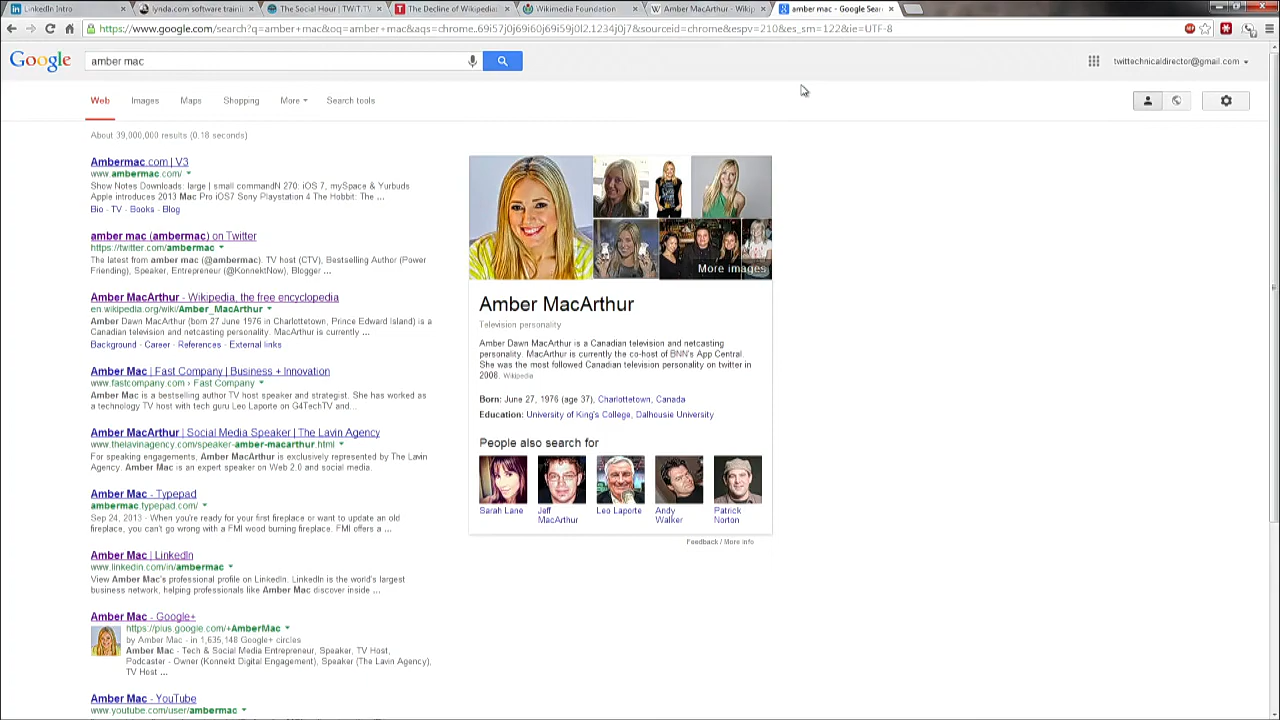 LinkedIn Intro
lynda.com software traini
The Social Hour | TWiT.TV
The Decline of Wikipedia:
Wikimedia Foundation
Amber MacArthur - Wikip
amber mac - Google Sear
https://www.google.com/search?q=amber+mac&oq=amber+mac&aqs=chrome
Google
amber mac
twittechnicaldirector@gmail.com
Web
Images
Maps
Shopping
More
Search tools
About 39,000,000 results (0.18 seconds)
Ambermac.com | V3
www.ambermac.com/
Show Notes Downloads: large | small commandN 270: iOS 7, mySpace & Yurbuds
Apple introduces 2013 Mac Pro iOS7 Sony Playstation 4 The Hobbit: The ...
Bio - TV - Books - Blog
amber mac (ambermac) on Twitter
https://twitter.com/ambermac
The latest from amber mac (@ambermac). TV host (CTV), Bestselling Author (Power
Friending), Speaker, Entrepreneur (@KonnektNow), Blogger ...
Amber MacArthur - Wikipedia, the free encyclopedia
en.wikipedia.org/wiki/Amber_MacArthur
Amber Dawn MacArthur (born 27 June 1976 in Charlottetown, Prince Edward Island) is a
Canadian television and netcasting personality. MacArthur is currently ...
Background - Career - References - External links
Amber Mac | Fast Company | Business + Innovation
www.fastcompany.com › Fast Company
Amber Mac is a bestselling author TV host speaker and strategist. She has worked as
a technology TV host with tech guru Leo Laporte on G4TechTV and...
Amber MacArthur | Social Media Speaker | The Lavin Agency
www.thelavinagency.com/speaker-amber-macarthur.html
For speaking engagements, Amber MacArthur is exclusively represented by The Lavin
Agency. Amber Mac is an expert speaker on Web 2.0 and social media.
Amber Mac - Typepad
ambermac.typepad.com/
Sep 24, 2013 - When you're ready for your first fireplace or want to update an old
fireplace, you can't go wrong with a FMI wood burning fireplace. FMI offers a ...
Amber Mac | LinkedIn
www.linkedin.com/in/ambermac
View Amber Mac's professional profile on LinkedIn. LinkedIn is the world's largest
business network, helping professionals like Amber Mac discover inside ...
Amber Mac - Google+
https://plus.google.com/+AmberMac
by Amber Mac - in 1,635,148 Google+ circles
Amber Mac - Tech & Social Media Entrepreneur, Speaker, TV Host,
Podcaster - Owner (Konnekt Digital Engagement), Speaker (The Lavin Agency),
TV Host ...
Amber Mac - YouTube
www.youtube.com/user/ambermac
More images
Amber MacArthur
Television personality
Amber Dawn MacArthur is a Canadian television and netcasting
personality. MacArthur is currently the co-host of BNN's App Central.
She was the most followed Canadian television personality on twitter in
2008. Wikipedia
Born: June 27, 1976 (age 37), Charlottetown, Canada
Education: University of King's College, Dalhousie University
People also search for
Sarah Lane
Jeff
MacArthur
Leo Laporte
Andy
Walker
Patrick
Norton
Feedback / More info